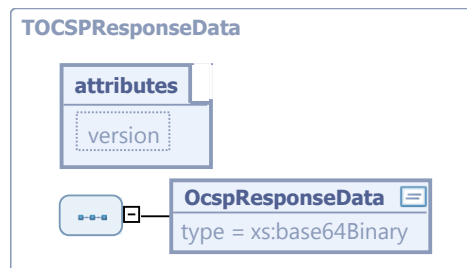 TOCSPResponseData
attributes
version
OcspResponseData
type = xs:base64Binary